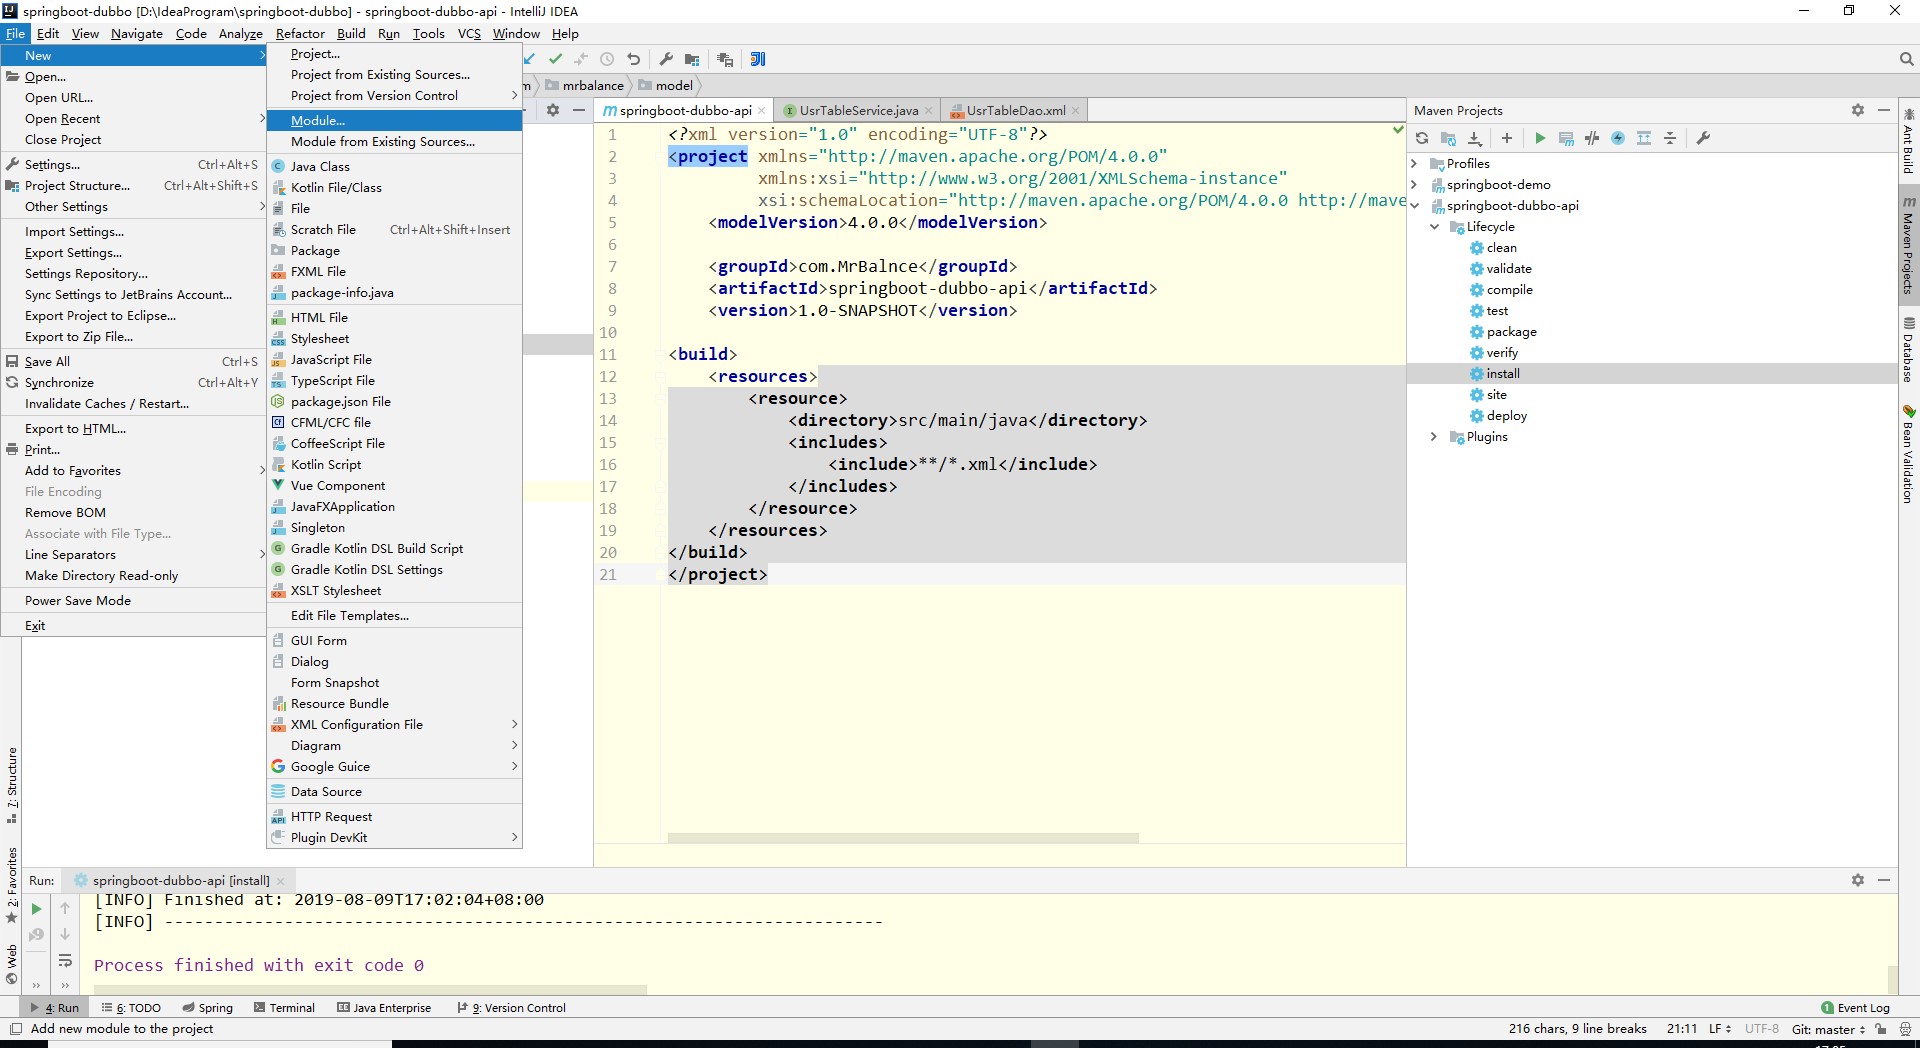 springboot-dubbo [D:\IdeaProgram\springboot-dubbo] - springboot-dubbo-api - IntelliJ IDEA
File Edit View Navigate Code Analyze Refactor Build Run Tools VCS Window Help
New
Open...
Open URL...
Open Recent
Close Project
Settings... Ctrl+Alt+S
Project Structure... Ctrl+Alt+Shift+S
Other Settings
Import Settings...
Export Settings...
Settings Repository...
Sync Settings to JetBrains Account...
Export Project to Eclipse...
Export to Zip File...
Save All Ctrl+S
Synchronize Ctrl+Alt+Y
Invalidate Caches / Restart...
Export to HTML...
Print...
Add to Favorites
File Encoding
Remove BOM
Associate with File Type...
Line Separators
Make Directory Read-only
Power Save Mode
Exit
Project...
Project from Existing Sources...
Project from Version Control
Module...
Module from Existing Sources...
Java Class
Kotlin File/Class
File
Scratch File Ctrl+Alt+Shift+Insert
Package
FXML File
package-info.java
HTML File
Stylesheet
JavaScript File
TypeScript File
package.json File
CFML/CFC file
CoffeeScript File
Kotlin Script
Vue Component
JavaFXApplication
Singleton
Gradle Kotlin DSL Build Script
Gradle Kotlin DSL Settings
XSLT Stylesheet
Edit File Templates...
GUI Form
Dialog
Form Snapshot
Resource Bundle
XML Configuration File
Diagram
Google Guice
Data Source
HTTP Request
Plugin DevKit
m mrbalance model
springboot-dubbo-api UsrTableService.java UsrTableDao.xml
1 <?xml version="1.0" encoding="UTF-8"?>
2 <project xmlns="http://maven.apache.org/POM/4.0.0"
3 xmlns:xsi="http://www.w3.org/2001/XMLSchema-instance"
4 xsi:schemaLocation="http://maven.apache.org/POM/4.0.0 http://mave
5 <modelVersion>4.0.0</modelVersion>
6
7 <groupId>com.MrBalnce</groupId>
8 <artifactId>springboot-dubbo-api</artifactId>
9 <version>1.0-SNAPSHOT</version>
10
11 <build>
12 <resources>
13 <resource>
14 <directory>src/main/java</directory>
15 <includes>
16 <include>**/*.xml</include>
17 </includes>
18 </resource>
19 </resources>
20 </build>
21 </project>
Maven Projects
Profiles
springboot-demo
springboot-dubbo-api
Lifecycle
clean
validate
compile
test
package
verify
install
site
deploy
Plugins
Ant Build
Maven Projects
Database
Bean Validation
7: Structure
2: Favorites
Web
Run: springboot-dubbo-api [install]
[INFO] Finished at: 2019-08-09T17:02:04+08:00
[INFO] ------------------------------------------------------------------------
Process finished with exit code 0
4: Run 6: TODO Spring Terminal Java Enterprise 9: Version Control 1 Event Log
Add new module to the project 216 chars, 9 line breaks 21:11 LF UTF-8 Git: master